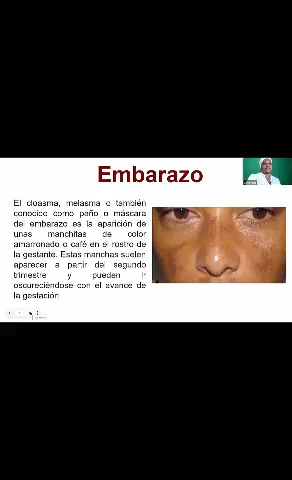 Embarazo
El cloasma, melasma o también
conocido como paño o máscara
del embarazo es la aparición de
unas manchitas de color
amarronado o café en el rostro de
la gestante. Estas manchas suelen
aparecer a partir del segundo
trimestre y pueden ir
oscureciéndose con el avance de
la gestación